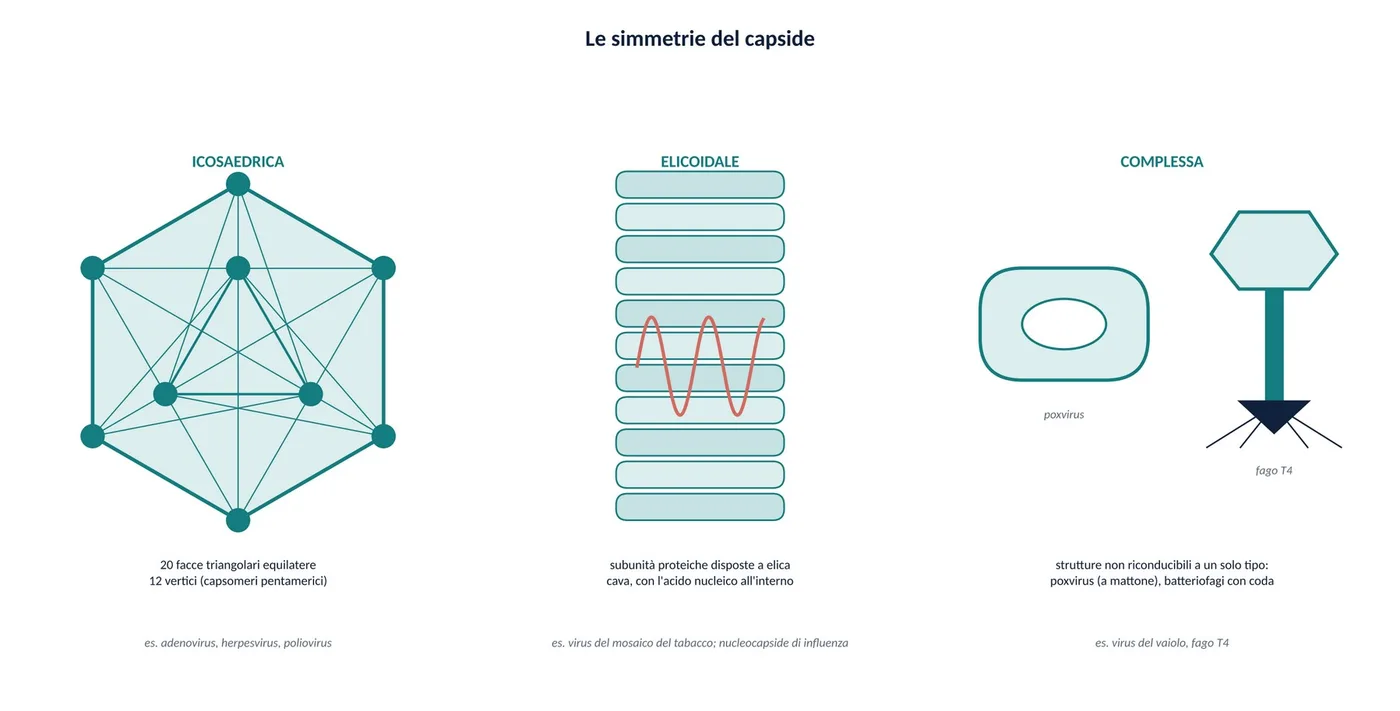 Le simmetrie del capside
ICOSAEDRICA
20 facce triangolari equilatere
12 vertici (capsomeri pentamerici)
es. adenovirus, herpesvirus, poliovirus
ELICOIDALE
subunità proteiche disposte a elica
cava, con l'acido nucleico all'interno
es. virus del mosaico del tabacco; nucleocapside di influenza
COMPLESSA
poxvirus
fago T4
strutture non riconducibili a un solo tipo:
poxvirus (a mattone), batteriofagi con coda
es. virus del vaiolo, fago T4